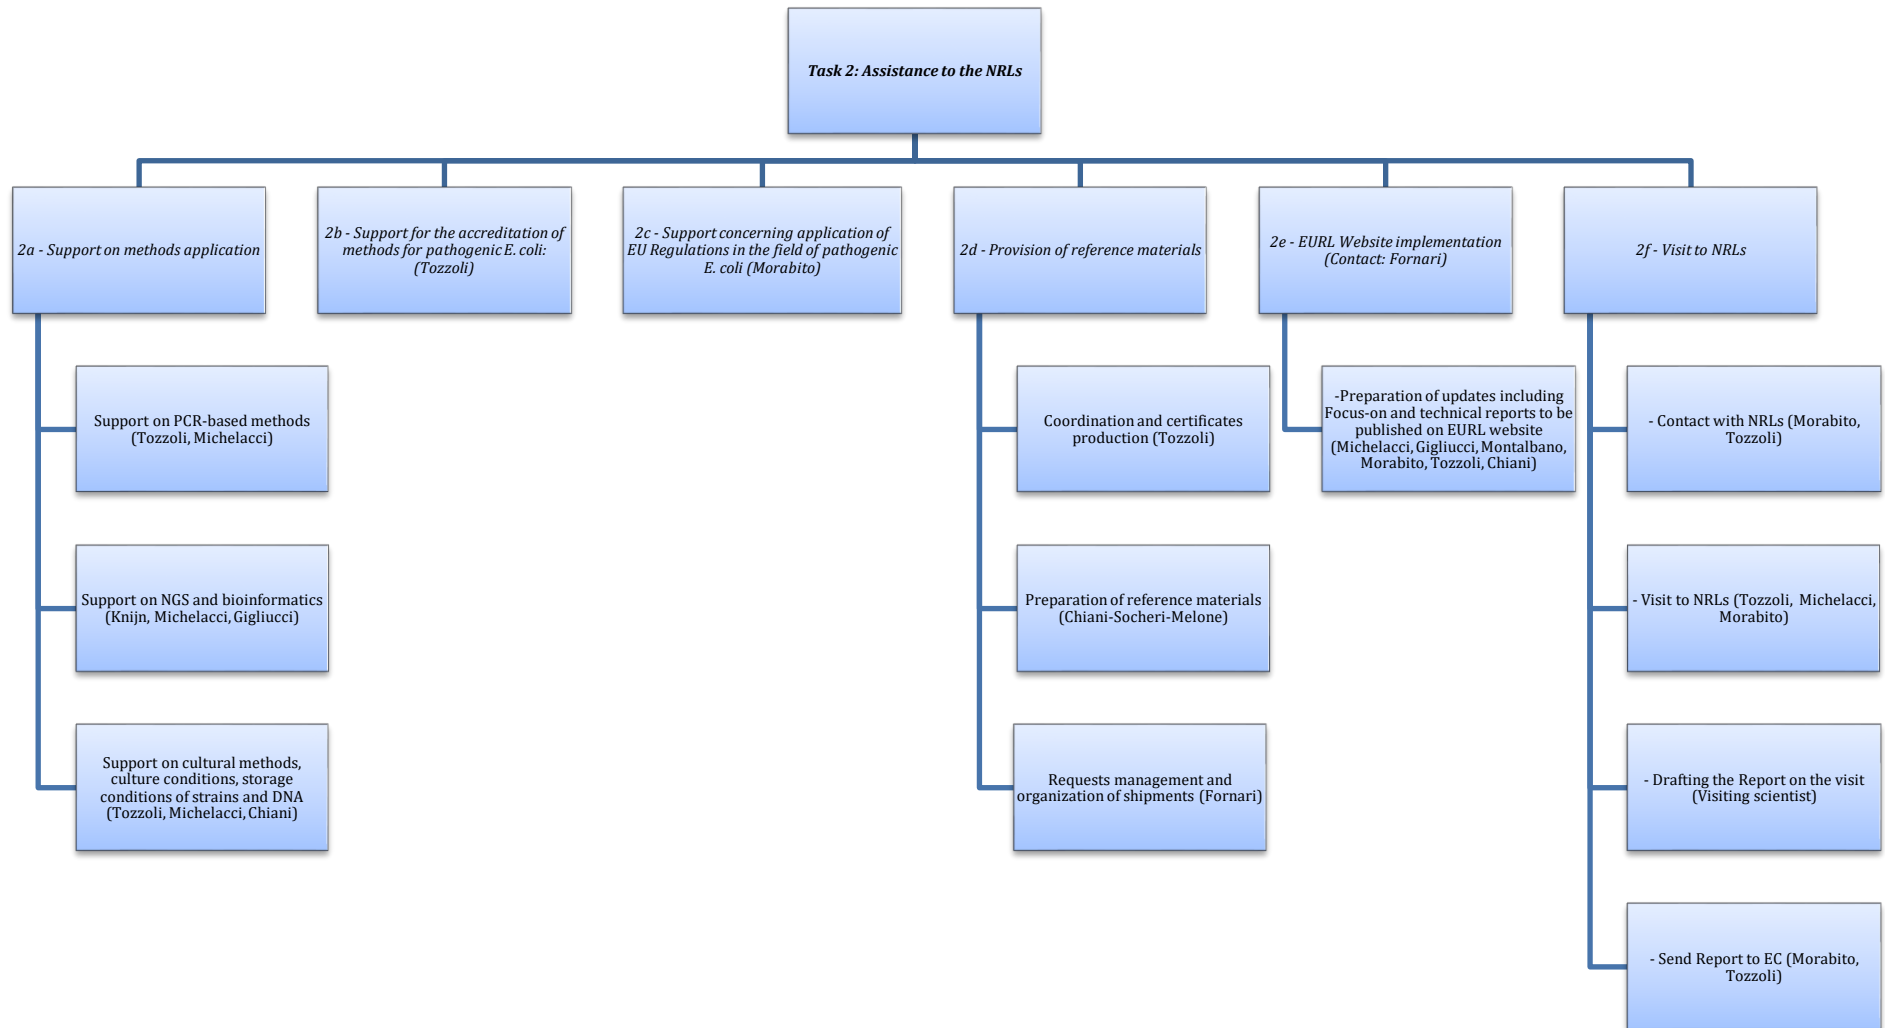 Task 2: Assistance to the NRLs
2a - Support on methods application
2b - Support for the accreditation of
methods for pathogenic E. coli:
(Tozzoli)
2c - Support concerning application of
EU Regulations in the field of pathogenic
E. coli (Morabito)
2d - Provision of reference materials
2e - EURL Website implementation
(Contact: Fornari)
2f - Visit to NRLs
Support on PCR-based methods
(Tozzoli, Michelacci)
Support on NGS and bioinformatics
(Knijn, Michelacci, Gigliucci)
Support on cultural methods,
culture conditions, storage
conditions of strains and DNA
(Tozzoli, Michelacci, Chiani)
Coordination and certificates
production (Tozzoli)
Preparation of reference materials
(Chiani-Socheri-Melone)
Requests management and
organization of shipments (Fornari)
-Preparation of updates including
Focus-on and technical reports to be
published on EURL website
(Michelacci, Gigliucci, Montalbano,
Morabito, Tozzoli, Chiani)
- Contact with NRLs (Morabito,
Tozzoli)
- Visit to NRLs (Tozzoli, Michelacci,
Morabito)
- Drafting the Report on the visit
(Visiting scientist)
- Send Report to EC (Morabito,
Tozzoli)